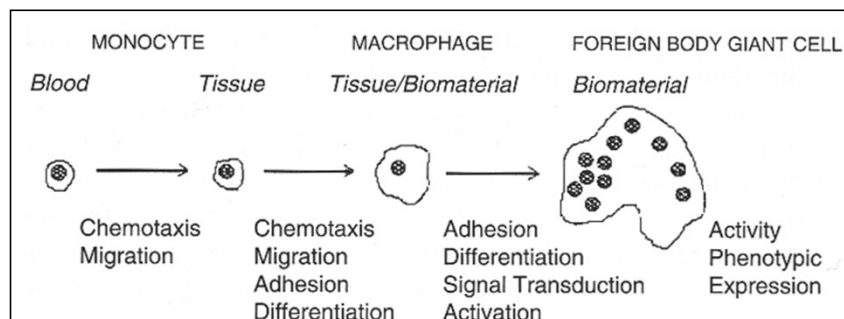 MONOCYTE MACROPHAGE FOREIGN BODY GIANT CELL
Blood Tissue Tissue/Biomaterial Biomaterial
Chemotaxis
Migration
Chemotaxis
Migration
Adhesion
Differentiation
Adhesion
Differentiation
Signal Transduction
Activation
Activity
Phenotypic
Expression